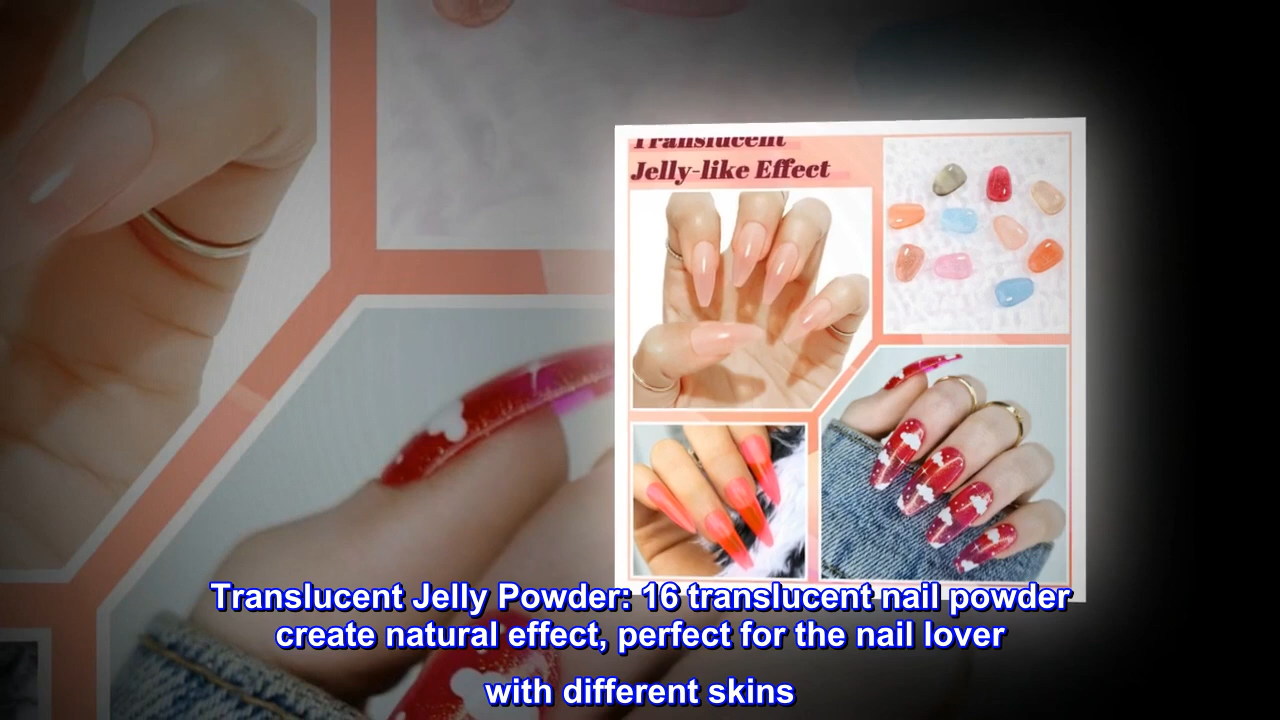 Translucent
Jelly-like Effect
Translucent Jelly Powder: 16 translucent nail powder
create natural effect, perfect for the nail lover
with different skins